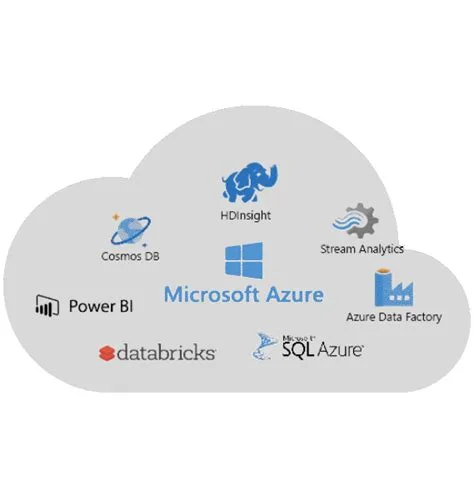 HDInsight
Cosmos DB
Stream Analytics
Microsoft Azure
Power BI
Azure Data Factory
databricks
Microsoft
SQL Azure